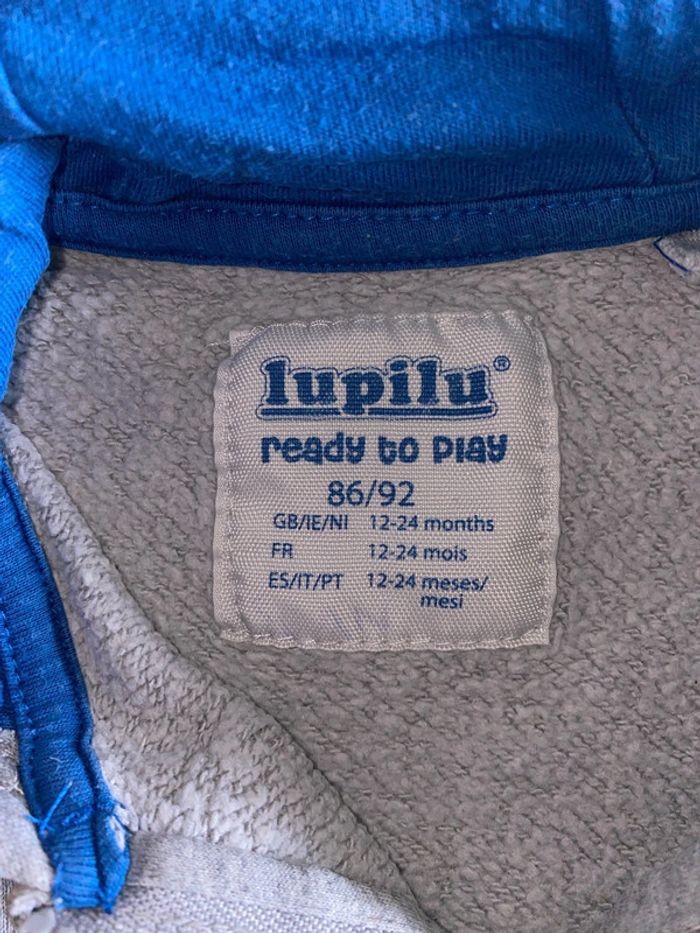 lupilu®
ready to play
86/92
GB/IE/NI 12-24 months
FR 12-24 mois
ES/IT/PT 12-24 meses/
mesi